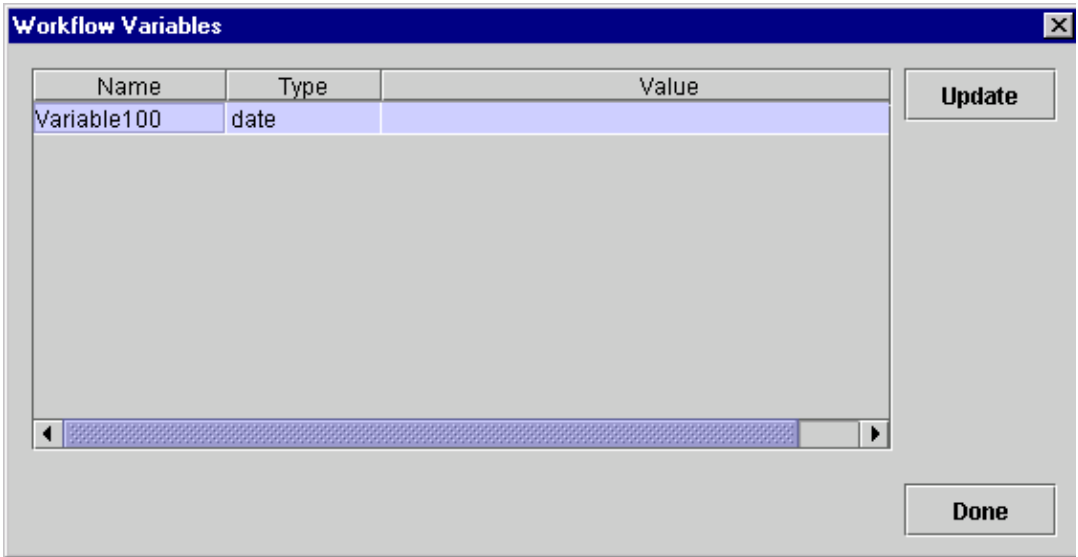 Workflow Variables
Name Type Value
Update
Variable100 date
Done